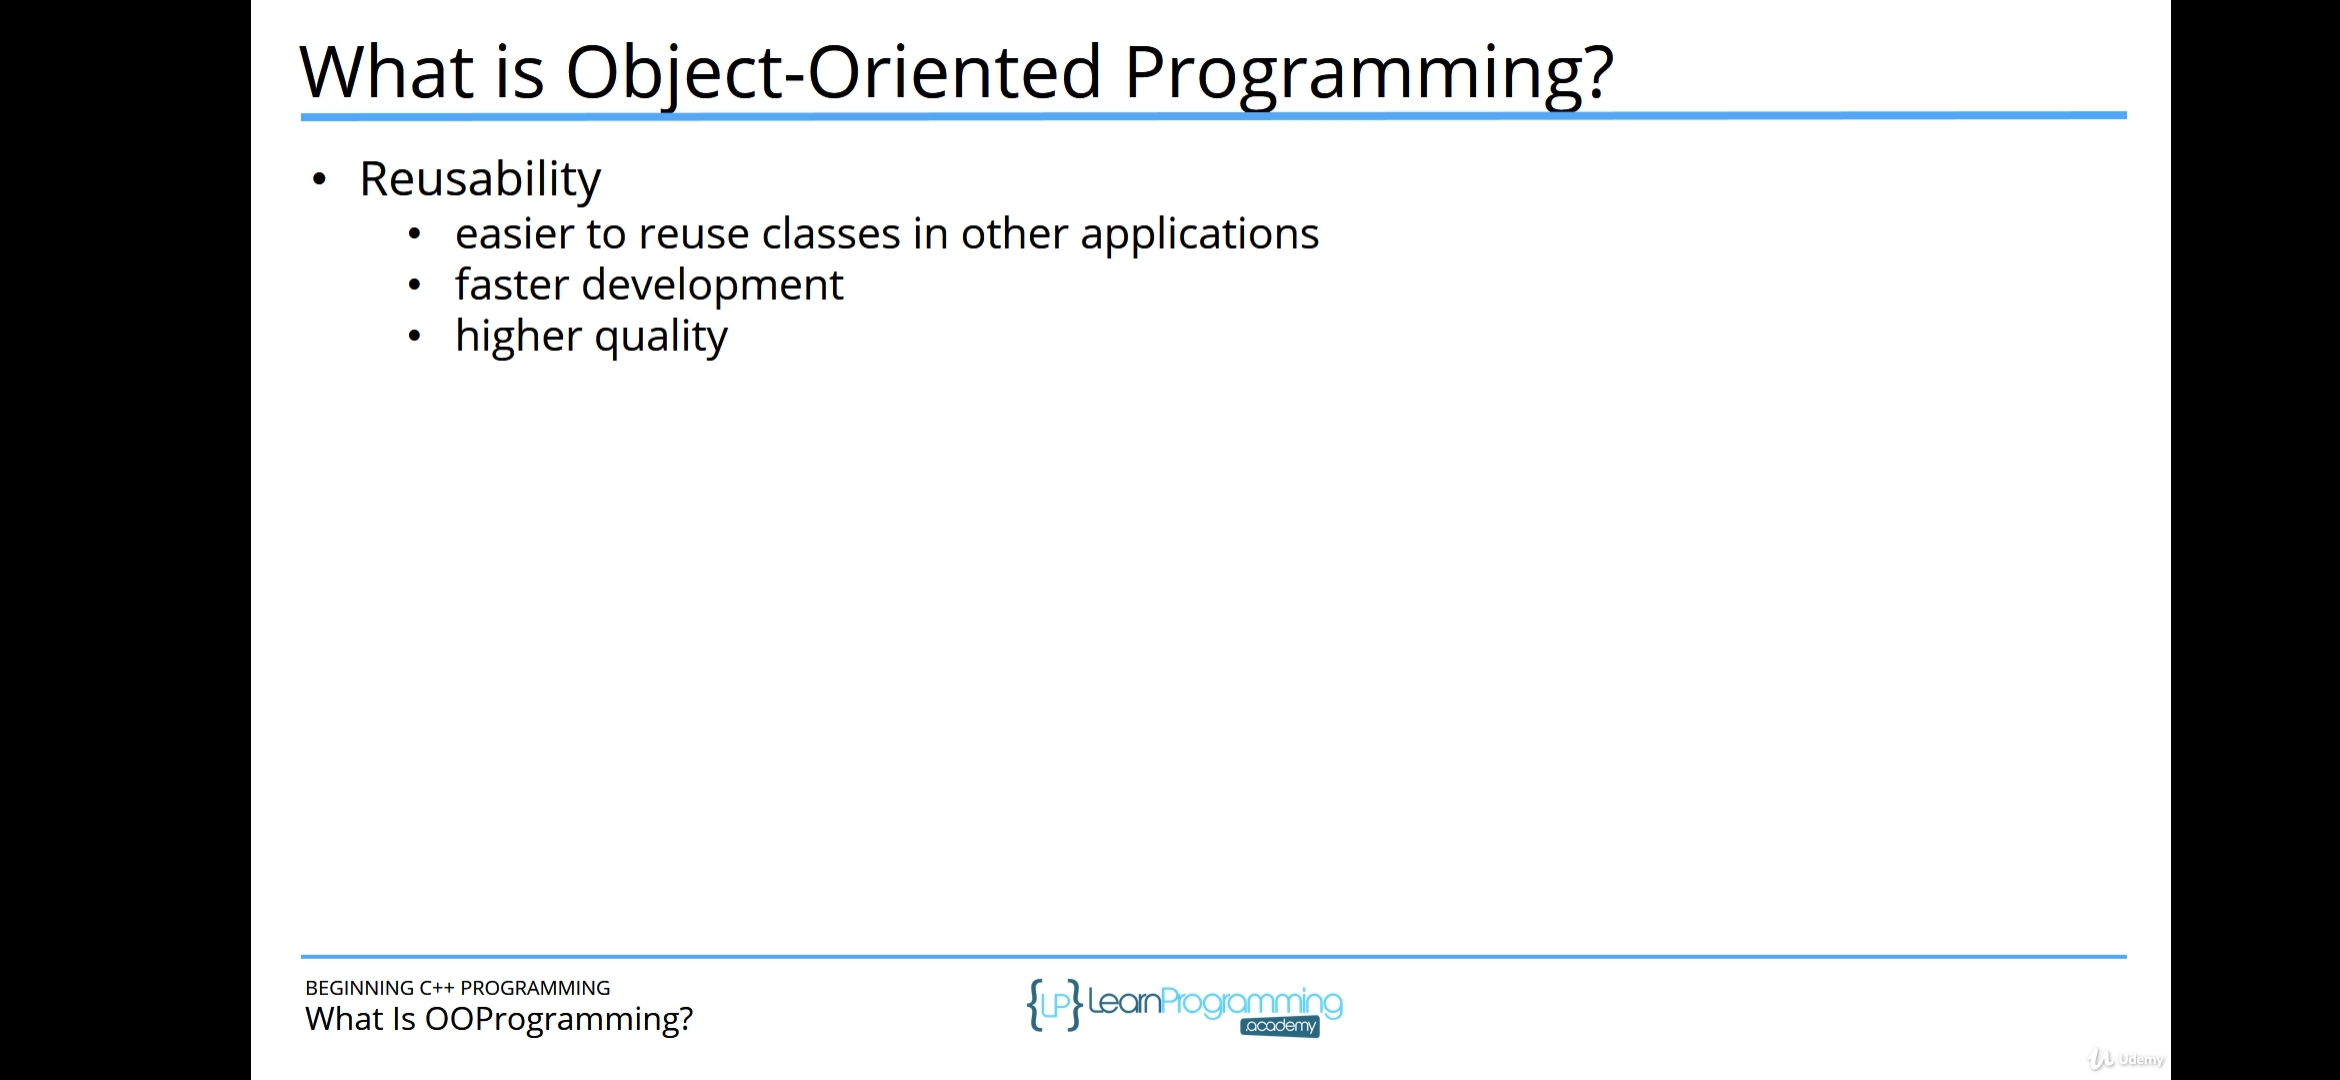 What is Object-Oriented Programming?
• Reusability
• easier to reuse classes in other applications
• faster development
• higher quality
BEGINNING C++ PROGRAMMING
What Is OOProgramming?
{LP} LearnProgramming
academy
Udemy